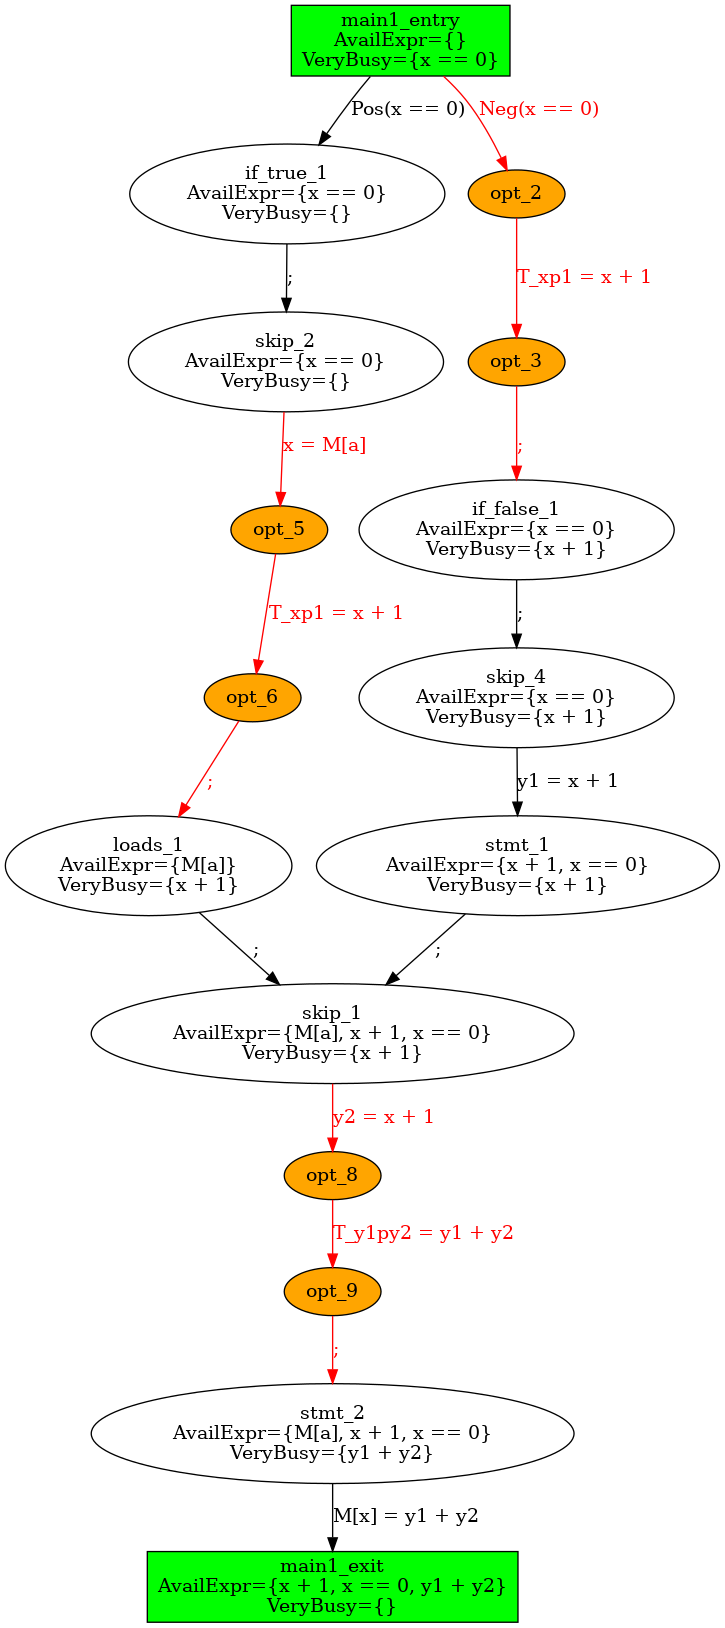 main1_entry
AvailExpr={}
VeryBusy={x == 0}
Pos(x == 0)
Neg(x == 0)
if_true_1
AvailExpr={x == 0}
VeryBusy={}
opt_2
;
T_xp1 = x + 1
skip_2
AvailExpr={x == 0}
VeryBusy={}
opt_3
x = M[a]
;
opt_5
if_false_1
AvailExpr={x == 0}
VeryBusy={x + 1}
T_xp1 = x + 1
;
opt_6
skip_4
AvailExpr={x == 0}
VeryBusy={x + 1}
;
y1 = x + 1
loads_1
AvailExpr={M[a]}
VeryBusy={x + 1}
stmt_1
AvailExpr={x + 1, x == 0}
VeryBusy={x + 1}
;
;
skip_1
AvailExpr={M[a], x + 1, x == 0}
VeryBusy={x + 1}
y2 = x + 1
opt_8
T_y1py2 = y1 + y2
opt_9
;
stmt_2
AvailExpr={M[a], x + 1, x == 0}
VeryBusy={y1 + y2}
M[x] = y1 + y2
main1_exit
AvailExpr={x + 1, x == 0, y1 + y2}
VeryBusy={}